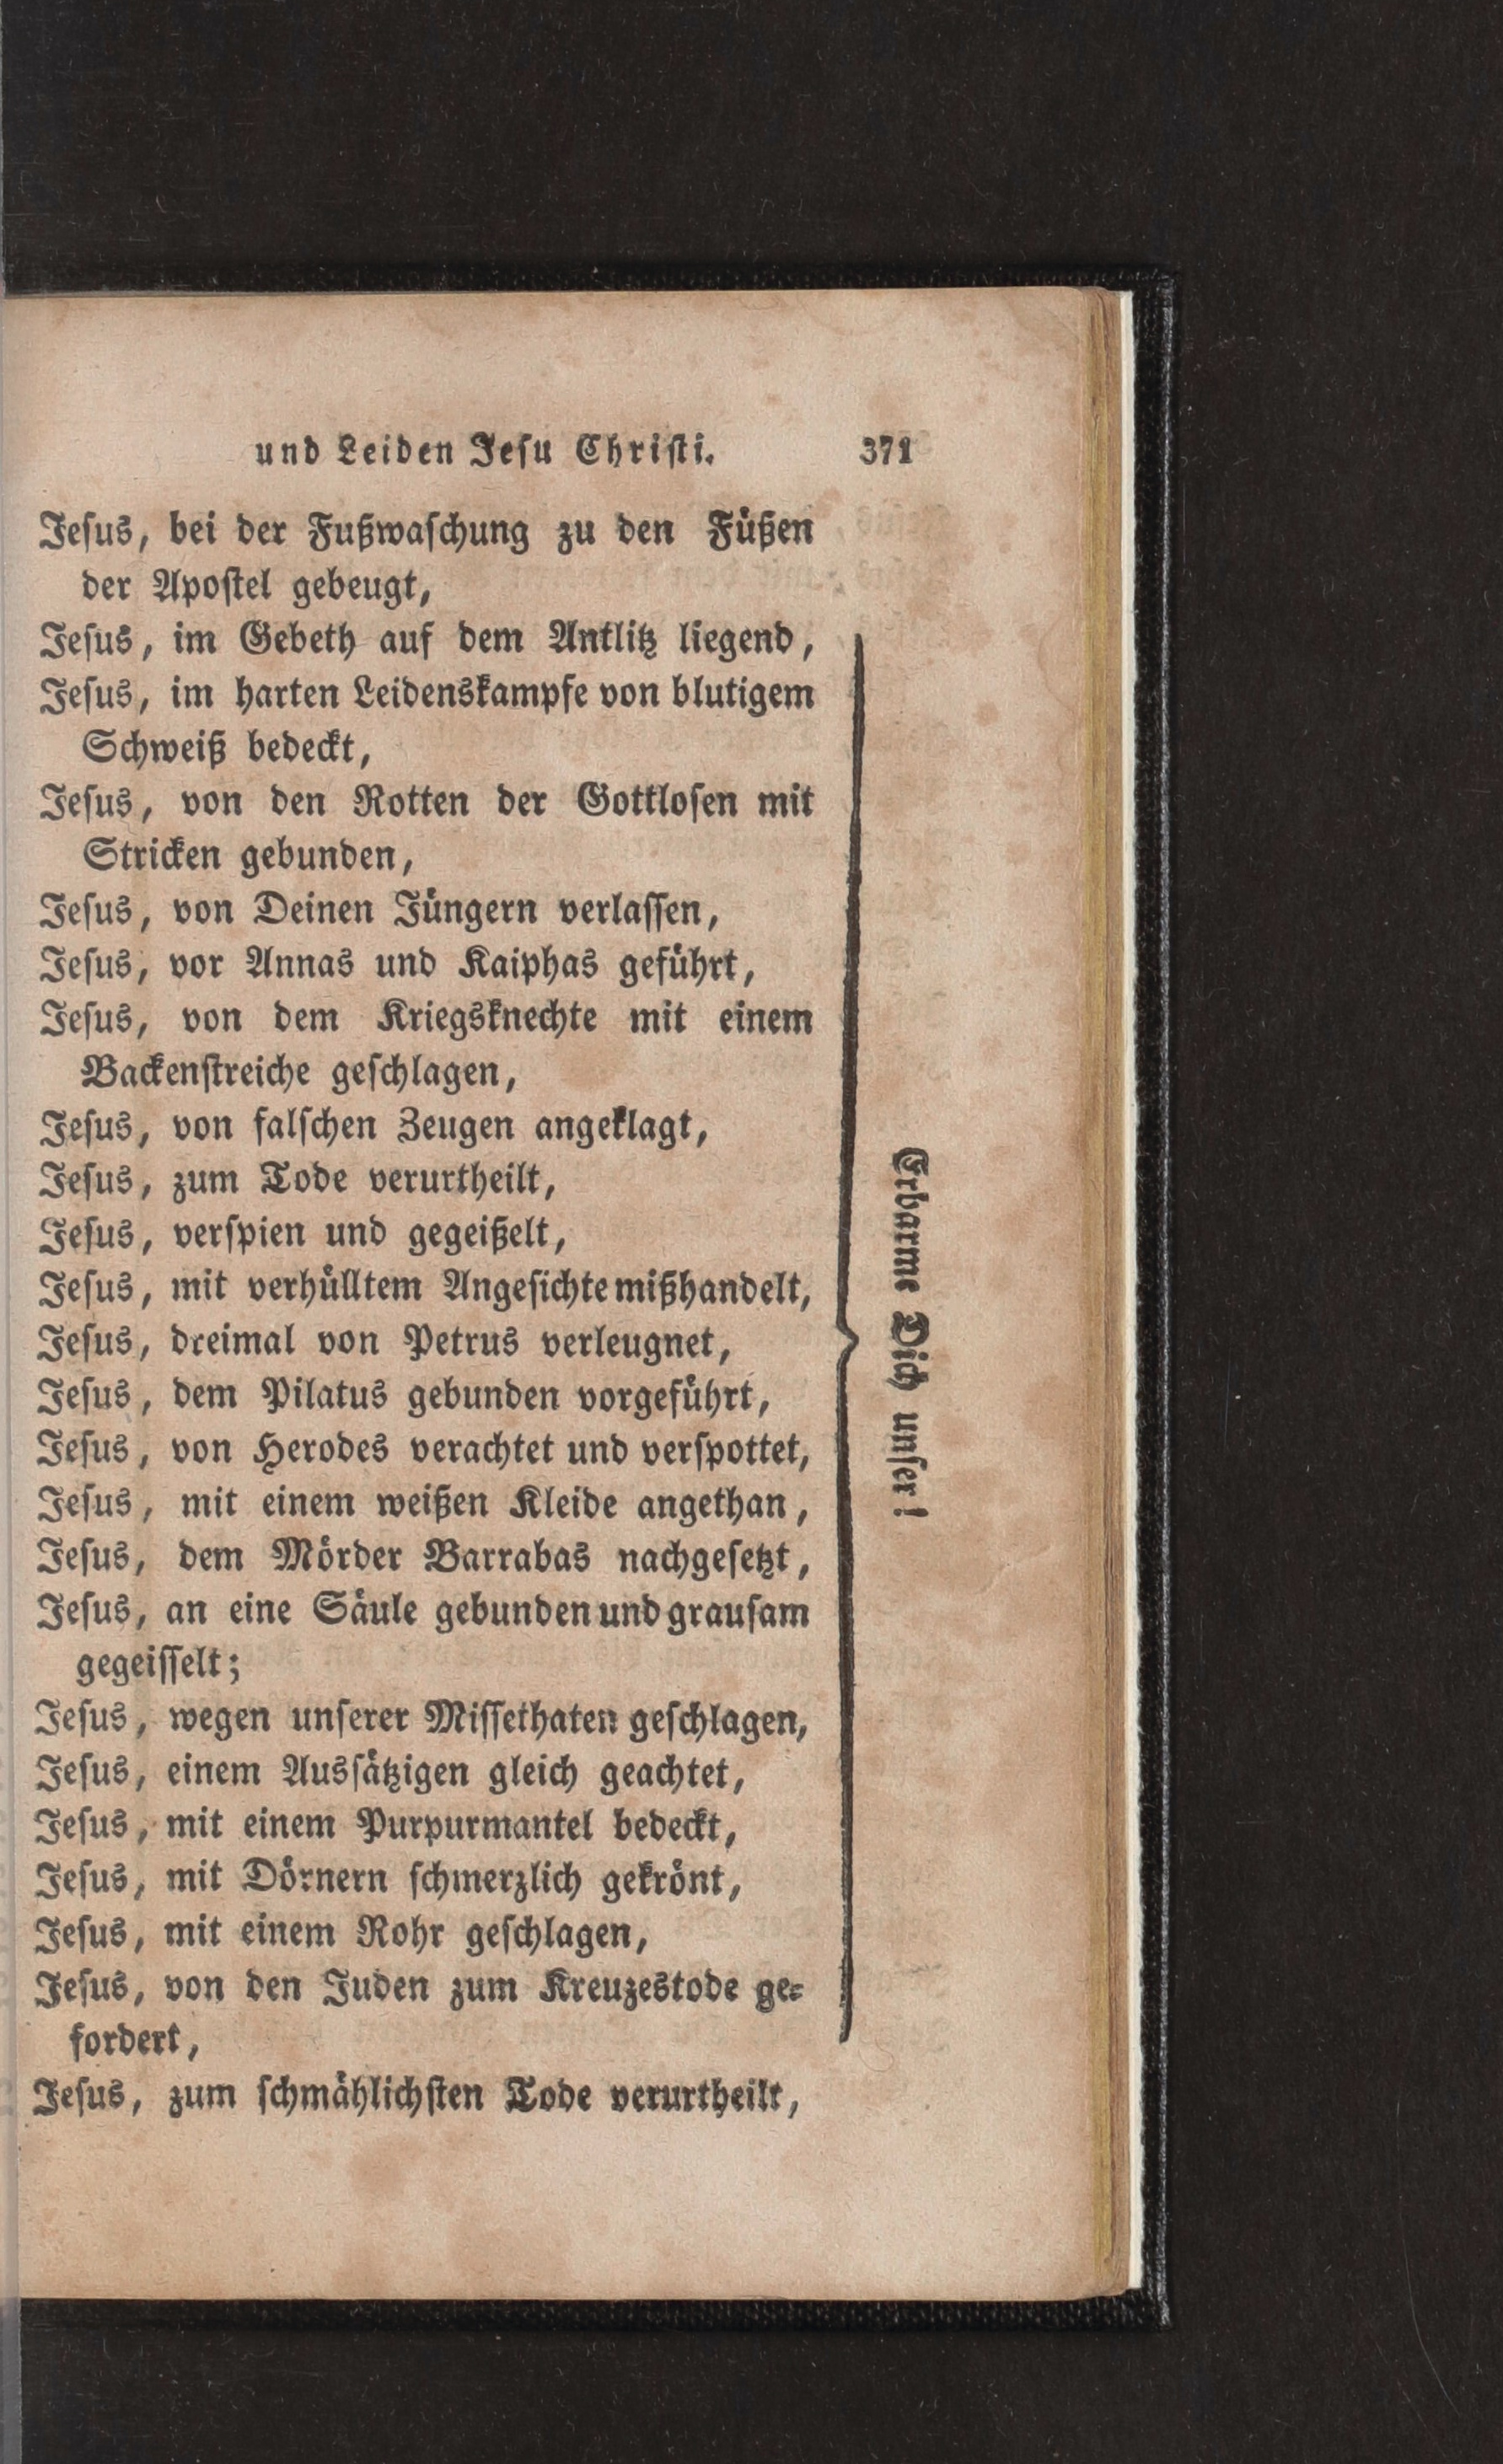 und Leiden Jesu Christi. 371
Jesus, bei der Fußwaschung zu den Füßen
der Apostel gebeugt,
Jesus, im Gebeth auf dem Antlitz liegend,
Jesus, im harten Leidenskampfe von blutigem
Schweiß bedeckt,
Jesus, von den Rotten der Gottlosen mit
Stricken gebunden,
Jesus, von Deinen Jüngern verlassen,
Jesus, vor Annas und Kaiphas geführt,
Jesus, von dem Kriegsknechte mit einem
Backenstreiche geschlagen,
Jesus, von falschen Zeugen angeklagt,
Jesus, zum Tode verurtheilt,
Jesus, verspien und gegeißelt,
Jesus, mit verhülltem Angesichte mißhandelt,
Jesus, dreimal von Petrus verleugnet,
Jesus, dem Pilatus gebunden vorgeführt,
Jesus, von Herodes verachtet und verspottet,
Jesus, mit einem weißen Kleide angethan,
Jesus, dem Mörder Barrabas nachgesetzt,
Jesus, an eine Säule gebunden und grausam
gegeisselt;
Jesus, wegen unserer Missethaten geschlagen,
Jesus, einem Aussätzigen gleich geachtet,
Jesus, mit einem Purpurmantel bedeckt,
Jesus, mit Dörnern schmerzlich gekrönt,
Jesus, mit einem Rohr geschlagen,
Jesus, von den Juden zum Kreuzestode ge-
fordert,
Jesus, zum schmählichsten Tode verurtheilt,
Erbarme Dich unser!